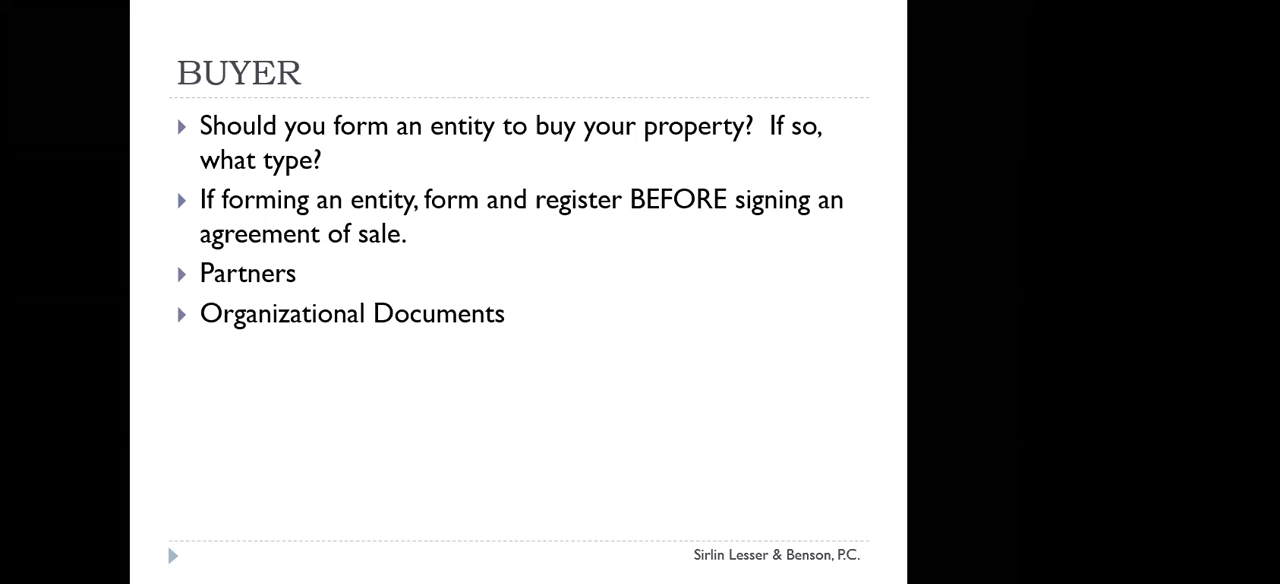 BUYER
Should you form an entity to buy your property?  If so,
what type?
If forming an entity, form and register BEFORE signing an
agreement of sale.
Partners
Organizational Documents
Sirlin Lesser & Benson, P.C.